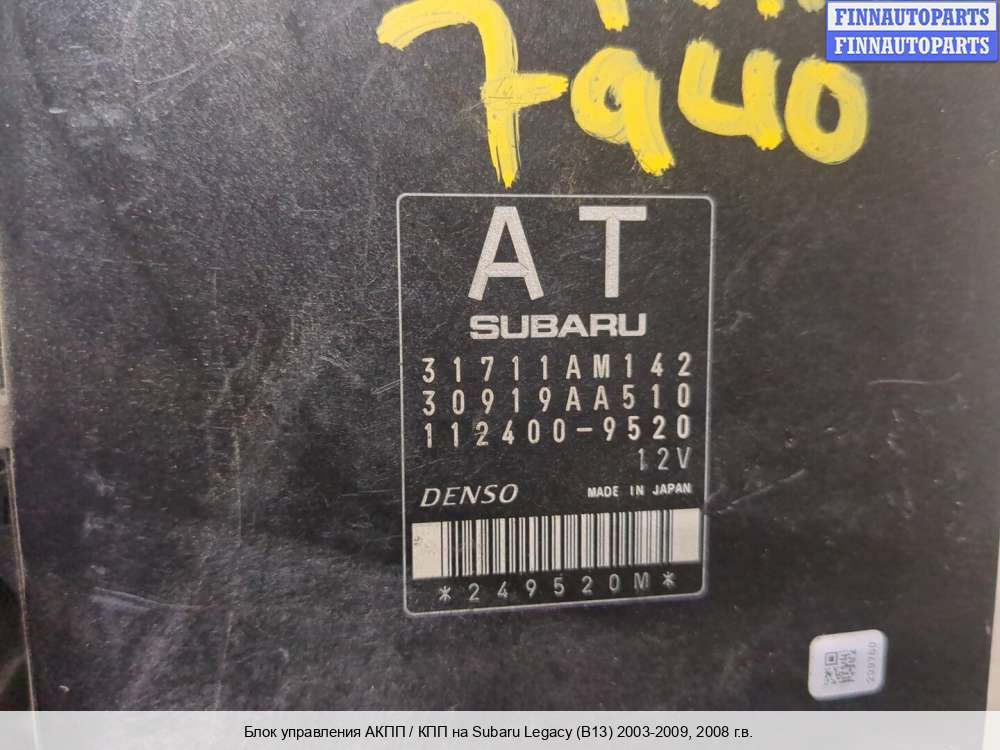 FINNAUTOPARTS
FINNAUTOPARTS
7940
AT
SUBARU
31711AM142
30919AA510
112400-9520
12V
DENSO MADE IN JAPAN
*249520M*
Блок управления АКПП / КПП на Subaru Legacy (B13) 2003-2009, 2008 г.в.